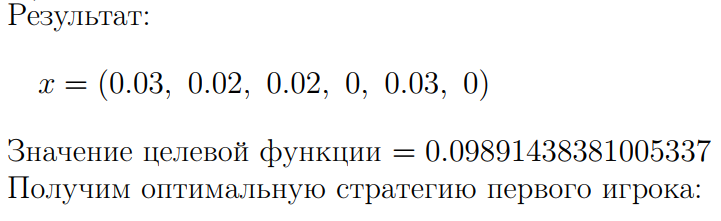 Результат:
x = (0.03, 0.02, 0.02, 0, 0.03, 0)
Значение целевой функции = 0.09891438381005337
Получим оптимальную стратегию первого игрока: